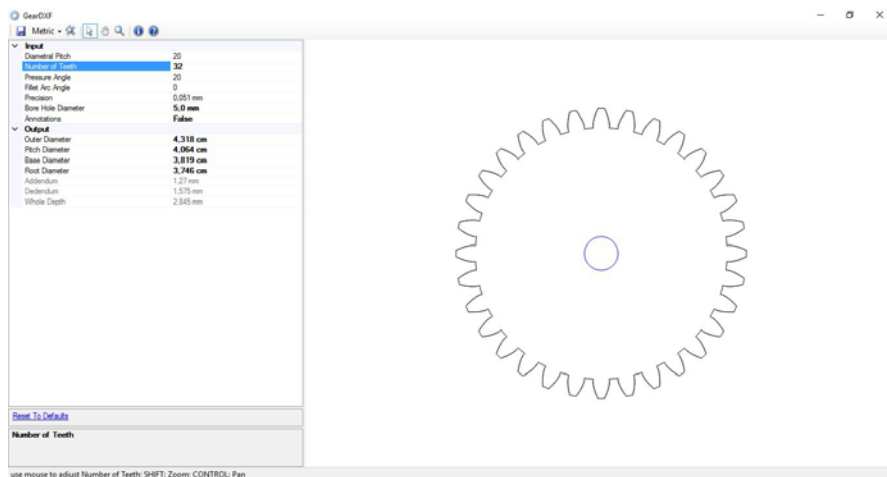 GearDXF
Metric
Input
Diametral Pitch 20
Number of Teeth 32
Pressure Angle 20
Fillet Arc Angle 0
Precision 0,051 mm
Bore Hole Diameter 5,0 mm
Annotations False
Output
Outer Diameter 4,318 cm
Pitch Diameter 4,064 cm
Base Diameter 3,819 cm
Root Diameter 3,746 cm
Addendum 1,27 mm
Dedendum 1,575 mm
Whole Depth 2,845 mm
Reset To Defaults
Number of Teeth
use mouse to adjust Number of Teeth; SHIFT: Zoom; CONTROL: Pan